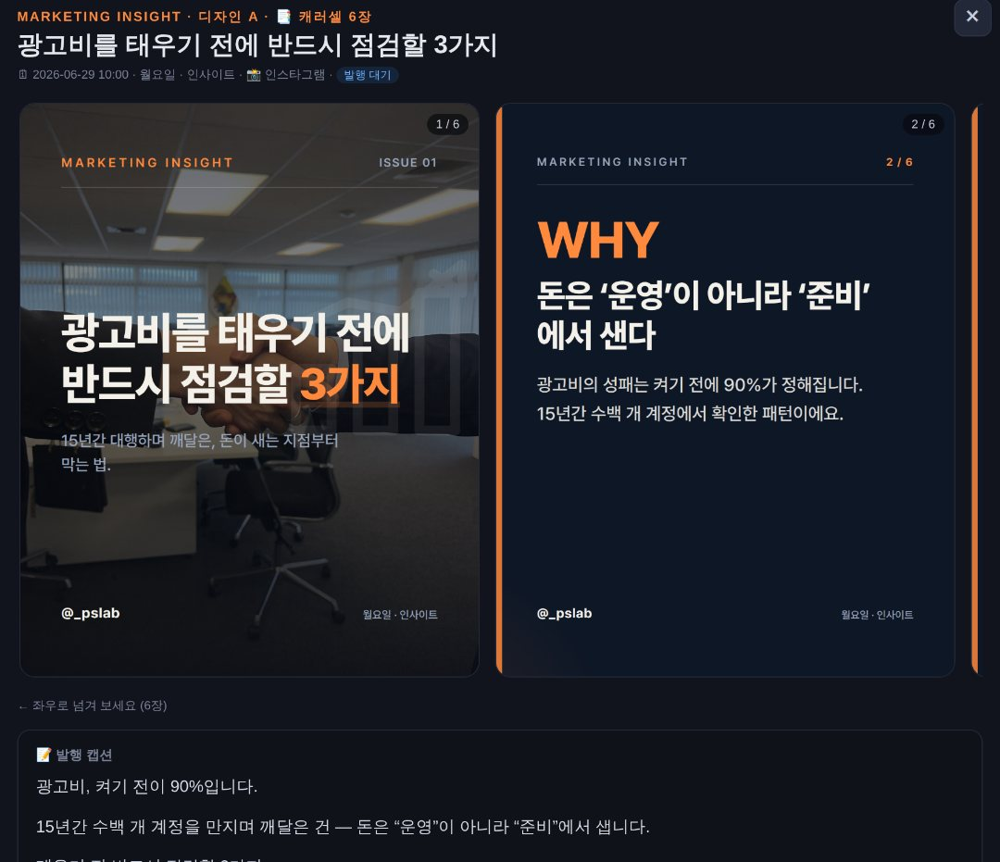 MARKETING INSIGHT · 디자인 A · 📑 캐러셀 6장
광고비를 태우기 전에 반드시 점검할 3가지
🗓 2026-06-29 10:00 · 월요일 · 인사이트 · 📸 인스타그램 · 발행 대기
✕
1 / 6
MARKETING INSIGHT
ISSUE 01
광고비를 태우기 전에
반드시 점검할 3가지
15년간 대행하며 깨달은, 돈이 새는 지점부터
막는 법.
@_pslab
월요일 · 인사이트
2 / 6
MARKETING INSIGHT
2 / 6
WHY
돈은 ‘운영’이 아니라 ‘준비’
에서 샌다
광고비의 성패는 켜기 전에 90%가 정해집니다.
15년간 수백 개 계정에서 확인한 패턴이에요.
@_pslab
월요일 · 인사이트
← 좌우로 넘겨 보세요 (6장)
📝 발행 캡션
광고비, 켜기 전이 90%입니다.
15년간 수백 개 계정을 만지며 깨달은 건 — 돈은 “운영”이 아니라 “준비”에서 샙니다.